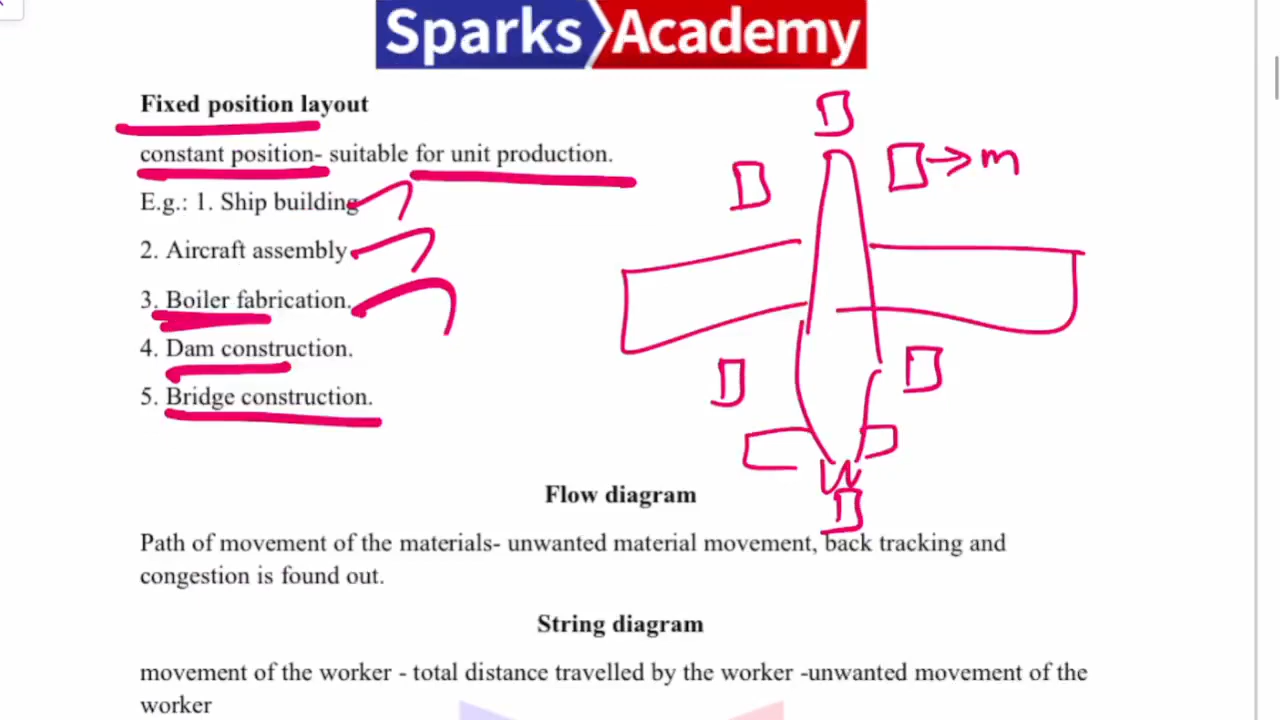 Sparks Academy
Fixed position layout
constant position- suitable for unit production.
E.g.: 1. Ship building
2. Aircraft assembly
3. Boiler fabrication.
4. Dam construction.
5. Bridge construction.
m
Flow diagram
Path of movement of the materials- unwanted material movement, back tracking and
congestion is found out.
String diagram
movement of the worker - total distance travelled by the worker -unwanted movement of the
worker